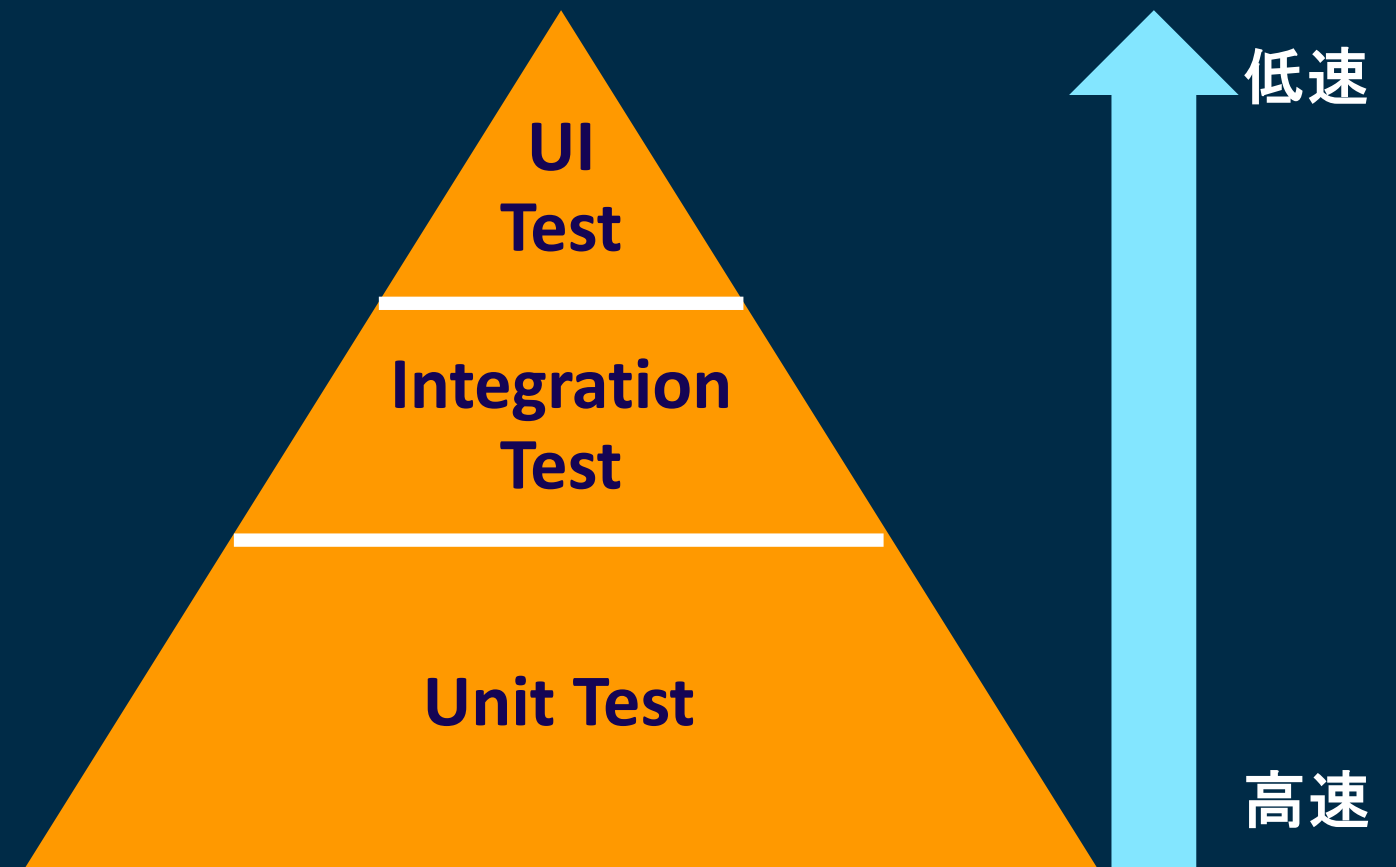 UI
Test
低速
Integration
Test
Unit Test
高速